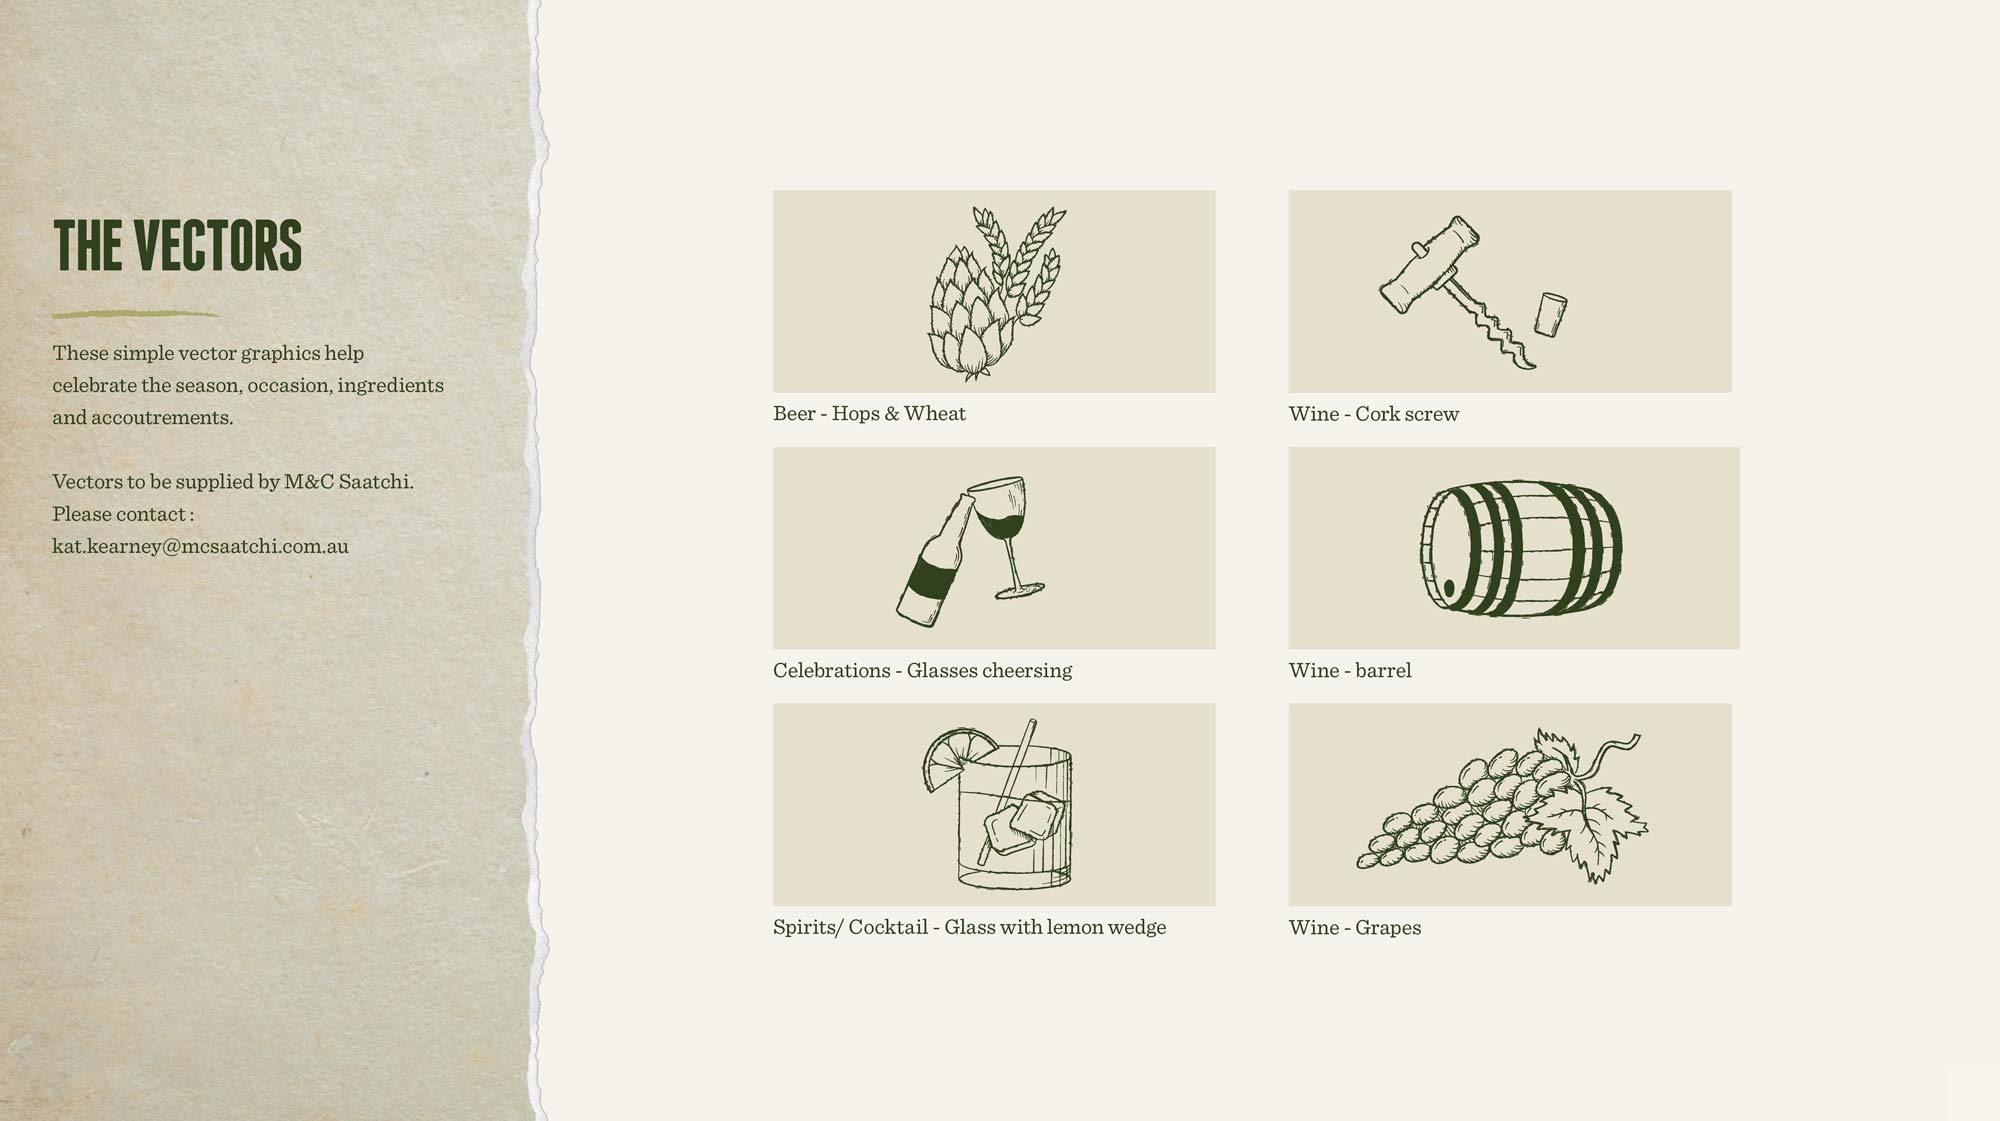 THE VECTORS
These simple vector graphics help
celebrate the season, occasion, ingredients
and accoutrements.
Vectors to be supplied by M&C Saatchi.
Please contact :
kat.kearney@mcsaatchi.com.au
Beer - Hops & Wheat
Wine - Cork screw
Celebrations - Glasses cheersing
Wine - barrel
Spirits/ Cocktail - Glass with lemon wedge
Wine - Grapes